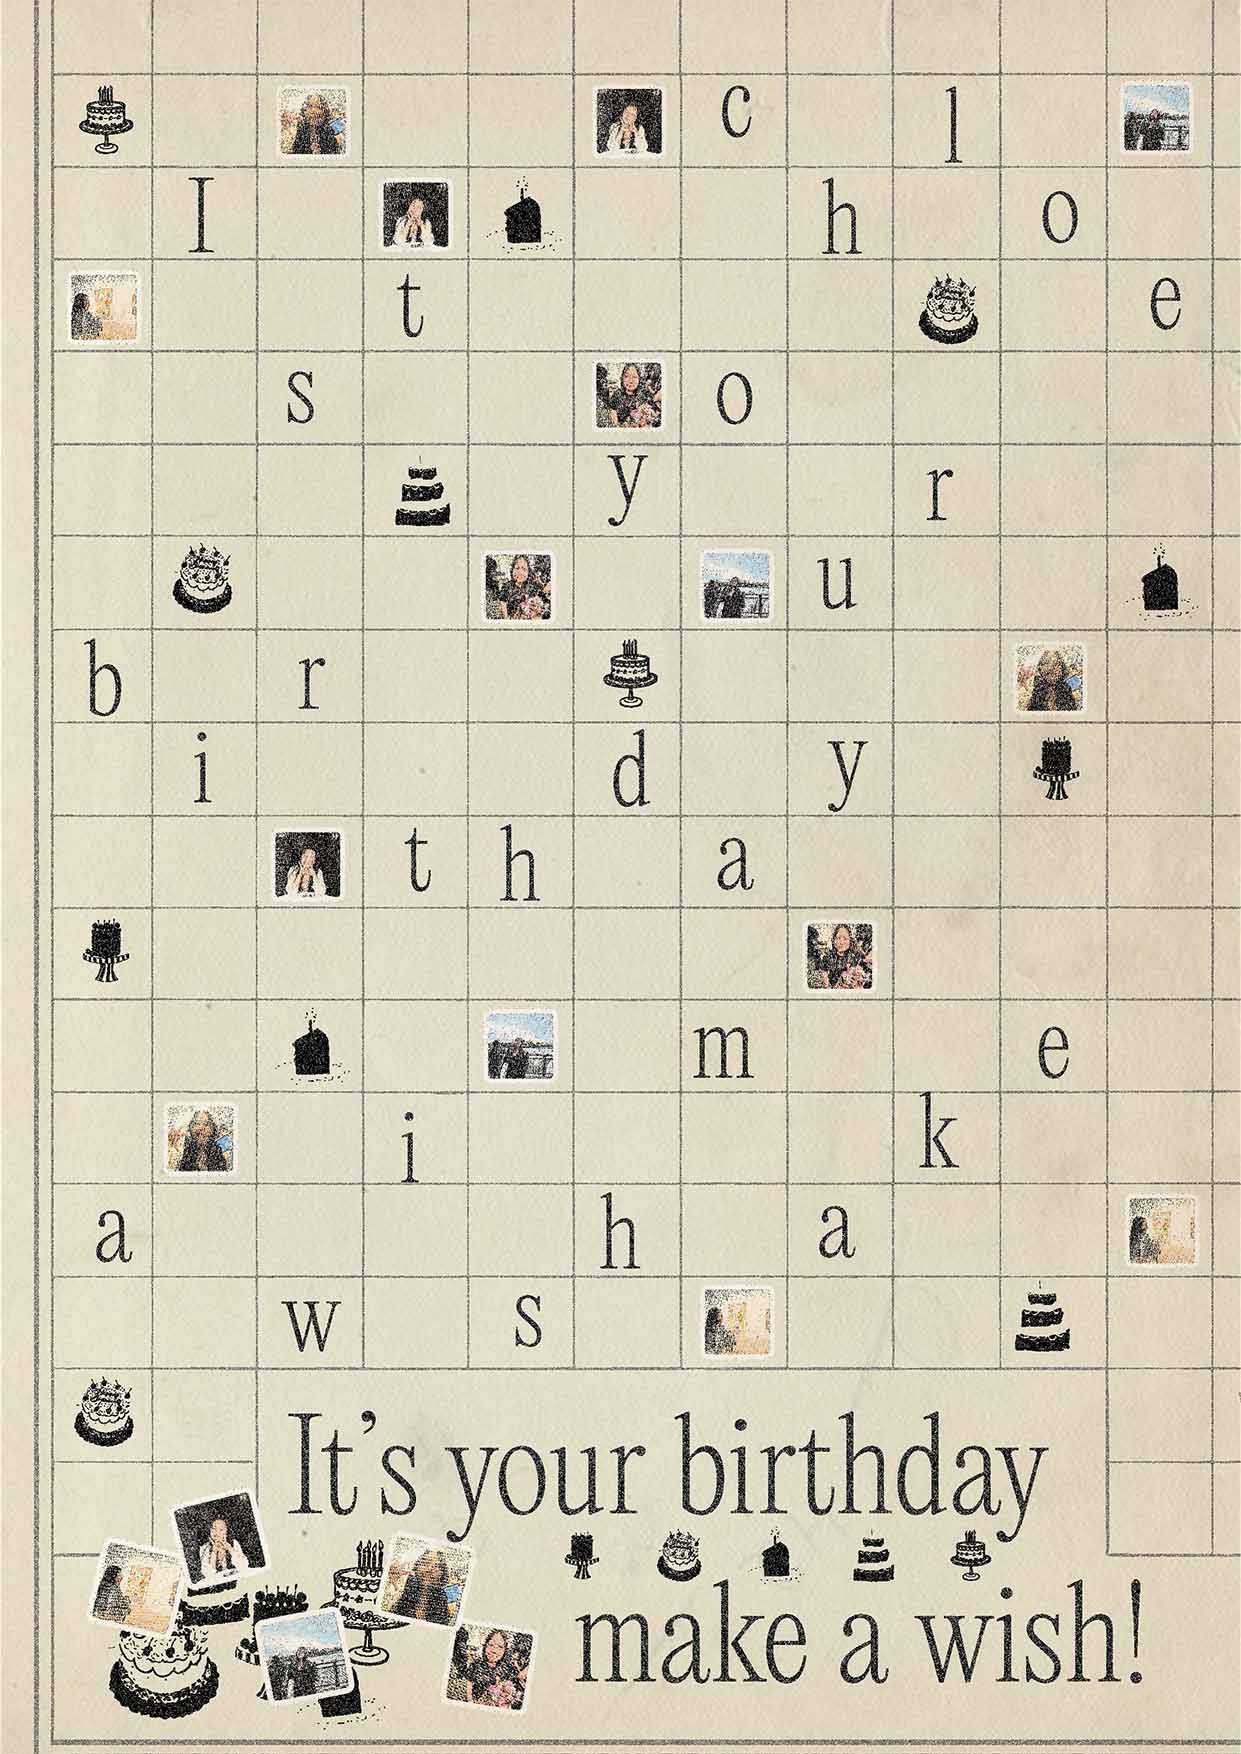 c l
I h o
t e
s o
y r
u
b r
i d y
t h a
m e
i k
a h a
w s
It's your birthday
make a wish!